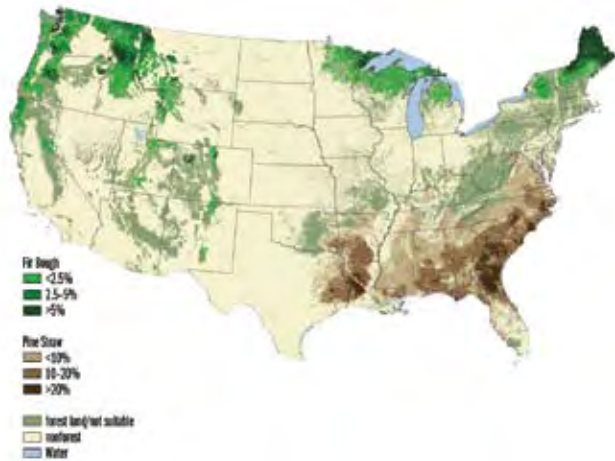 Fir Bough
<2.5%
2.5–5%
>5%
Pine Straw
<10%
10-20%
>20%
forest land/not suitable
nonforest
Water